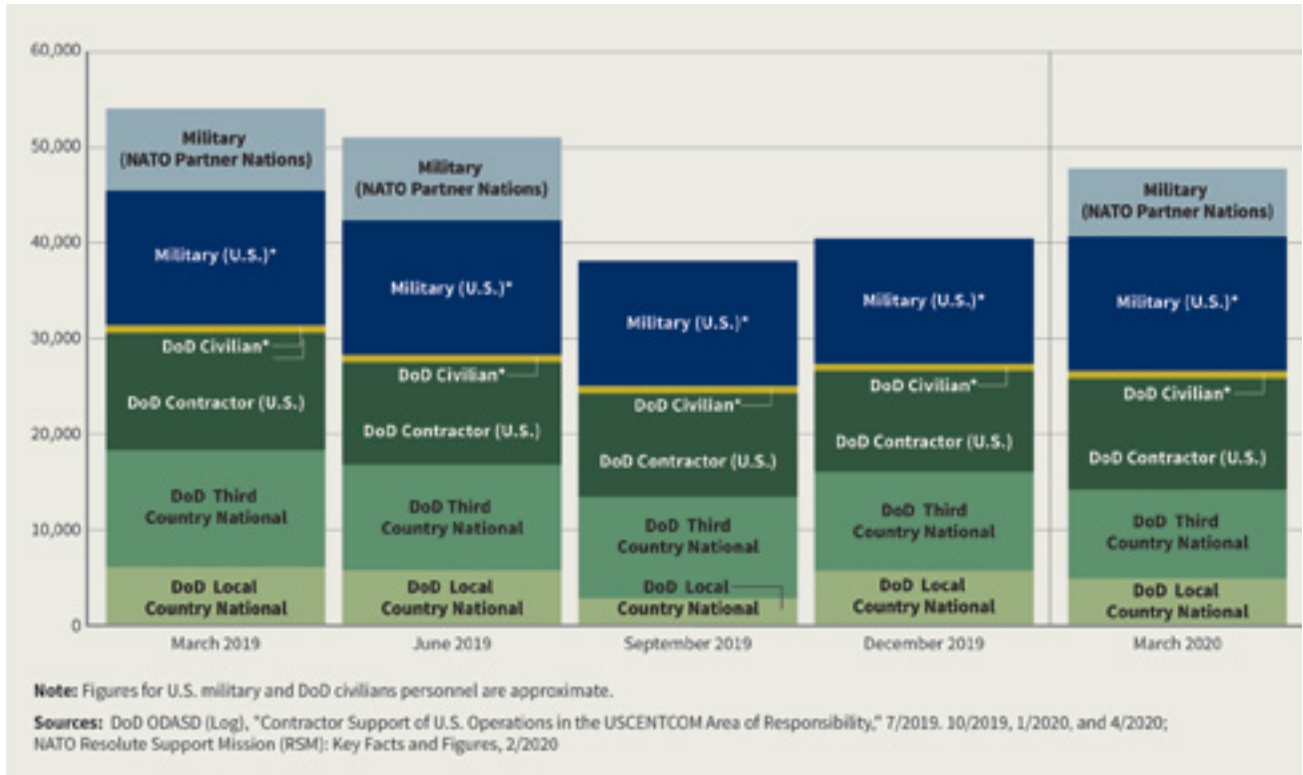 60,000
50,000
40,000
30,000
20,000
10,000
0
Military
(NATO Partner Nations)
Military (U.S.)*
DoD Civilian*
DoD Contractor (U.S.)
DoD Third
Country National
DoD Local
Country National
March 2019
Military
(NATO Partner Nations)
Military (U.S.)*
DoD Civilian*
DoD Contractor (U.S.)
DoD Third
Country National
DoD Local
Country National
June 2019
Military (U.S.)*
DoD Civilian*
DoD Contractor (U.S.)
DoD Third
Country National
DoD Local
Country National
September 2019
Military (U.S.)*
DoD Civilian*
DoD Contractor (U.S.)
DoD Third
Country National
DoD Local
Country National
December 2019
Military
(NATO Partner Nations)
Military (U.S.)*
DoD Civilian*
DoD Contractor (U.S.)
DoD Third
Country National
DoD Local
Country National
March 2020
Note: Figures for U.S. military and DoD civilians personnel are approximate.
Sources: DoD ODASD (Log), "Contractor Support of U.S. Operations in the USCENTCOM Area of Responsibility," 7/2019. 10/2019, 1/2020, and 4/2020;
NATO Resolute Support Mission (RSM): Key Facts and Figures, 2/2020